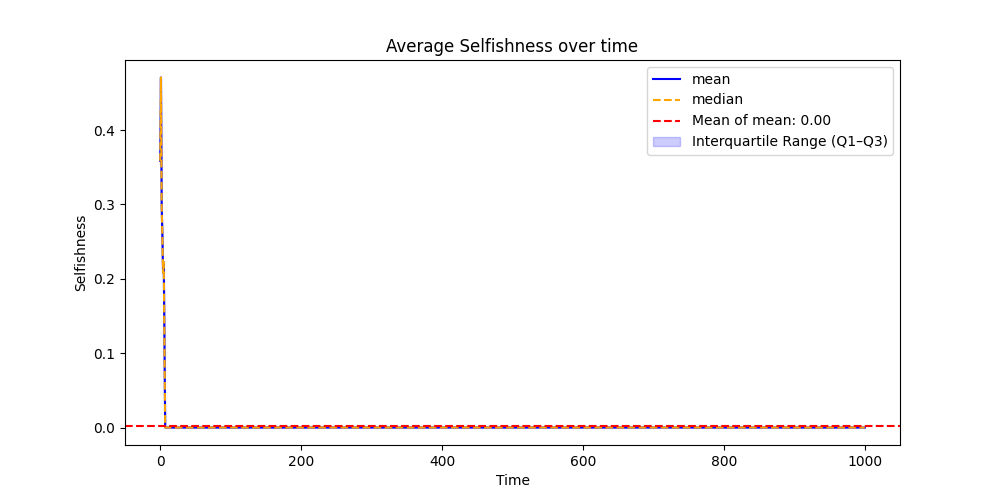 Average Selfishness over time
mean
median
Mean of mean: 0.00
Interquartile Range (Q1–Q3)
Selfishness
0.4
0.3
0.2
0.1
0.0
0 200 400 600 800 1000
Time